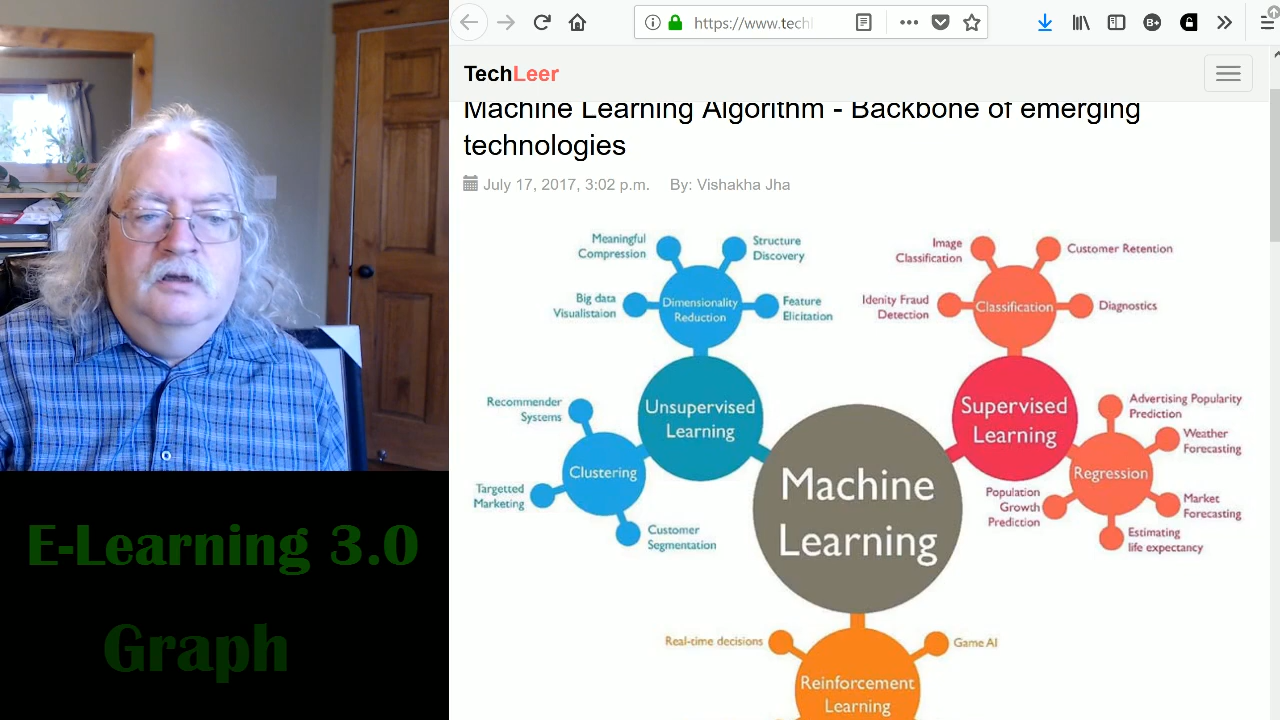 https://www.techl
TechLeer
Machine Learning Algorithm - Backbone of emerging
technologies
July 17, 2017, 3:02 p.m. By: Vishakha Jha
Meaningful
Compression
Structure
Discovery
Big data
Visualistaion
Dimensionality
Reduction
Feature
Elicitation
Image
Classification
Customer Retention
Idenity Fraud
Detection
Classification
Diagnostics
Recommender
Systems
Unsupervised
Learning
Clustering
Targetted
Marketing
Customer
Segmentation
Machine
Learning
Supervised
Learning
Advertising Popularity
Prediction
Weather
Forecasting
Regression
Population
Growth
Prediction
Market
Forecasting
Estimating
life expectancy
Real-time decisions
Game AI
Reinforcement
Learning
E-Learning 3.0
Graph